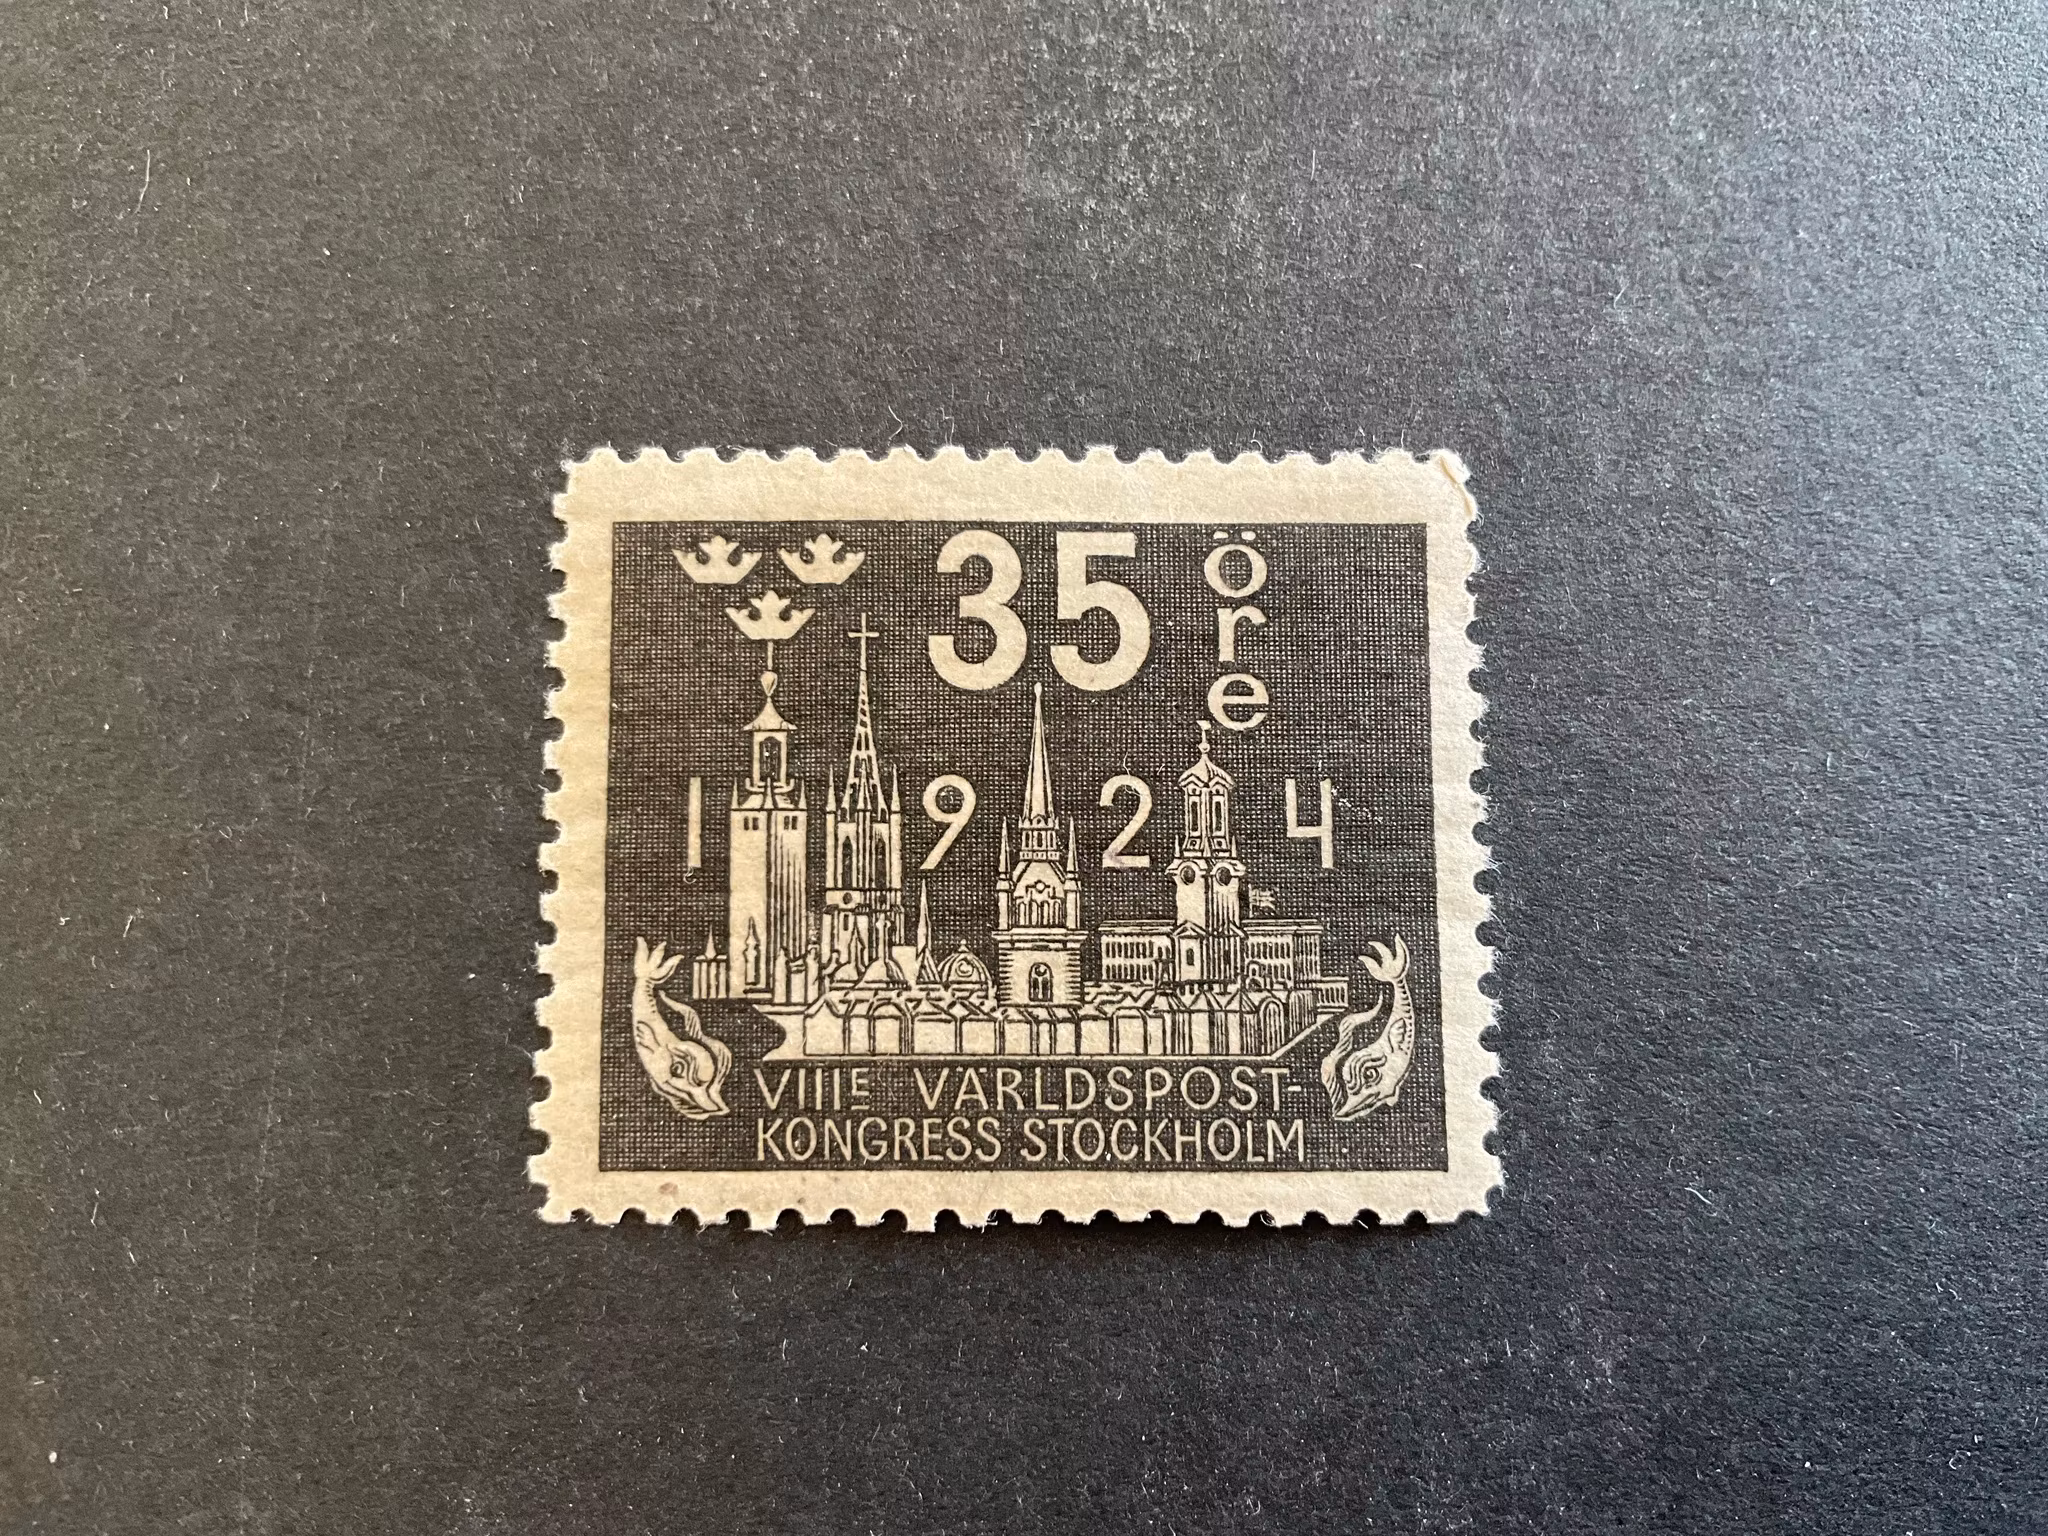 35 öre
1924
VIIIE VÄRLDSPOST-
KONGRESS STOCKHOLM